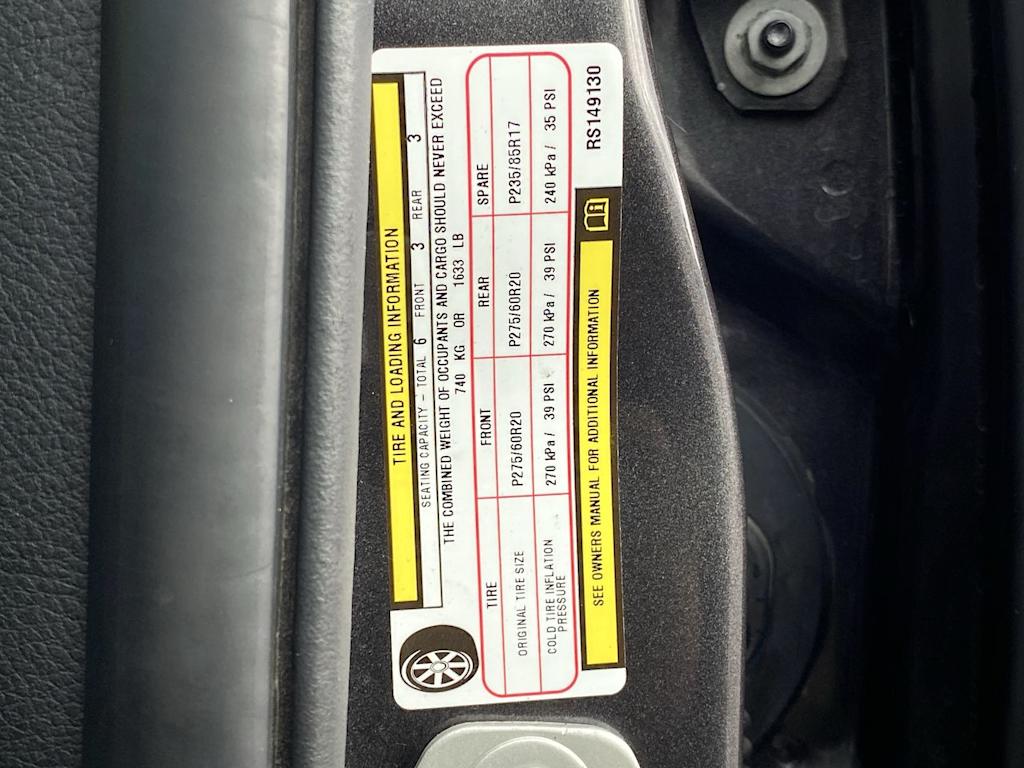 TIRE AND LOADING INFORMATION
SEATING CAPACITY – TOTAL 6 FRONT 3 REAR 3
THE COMBINED WEIGHT OF OCCUPANTS AND CARGO SHOULD NEVER EXCEED
740 KG OR 1633 LB
TIRE FRONT REAR SPARE
ORIGINAL TIRE SIZE P275/60R20 P275/60R20 P235/85R17
COLD TIRE INFLATION PRESSURE 270 kPa / 39 PSI 270 kPa / 39 PSI 240 kPa / 35 PSI
SEE OWNERS MANUAL FOR ADDITIONAL INFORMATION
RS149130